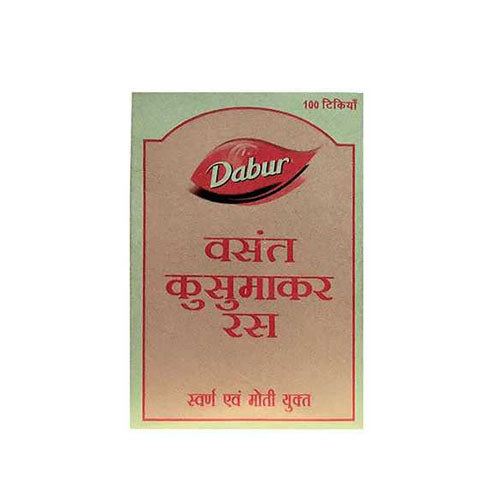 100 टिकियाँ
Dabur
वसंत
कुसुमाकर
रस
स्वर्ण एवं मोती युक्त